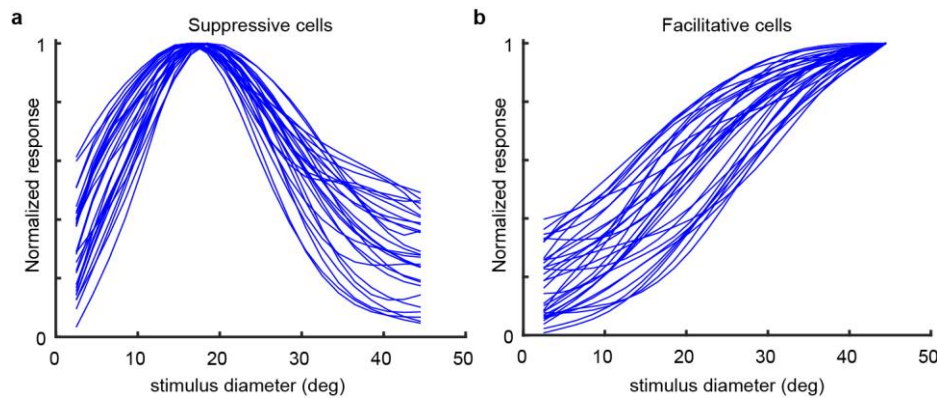 a
Suppressive cells
Normalized response
1
0
0 10 20 30 40 50
stimulus diameter (deg)
b
Facilitative cells
Normalized response
1
0
0 10 20 30 40 50
stimulus diameter (deg)